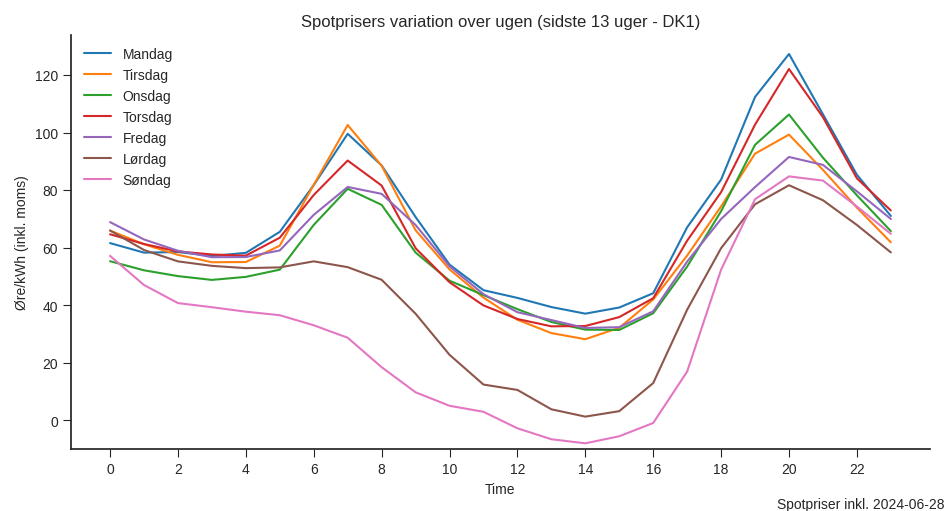 Spotprisers variation over ugen (sidste 13 uger - DK1)
Mandag
Tirsdag
Onsdag
Torsdag
Fredag
Lørdag
Søndag
Øre/kWh (inkl. moms)
120
100
80
60
40
20
0
0 2 4 6 8 10 12 14 16 18 20 22
Time
Spotpriser inkl. 2024-06-28